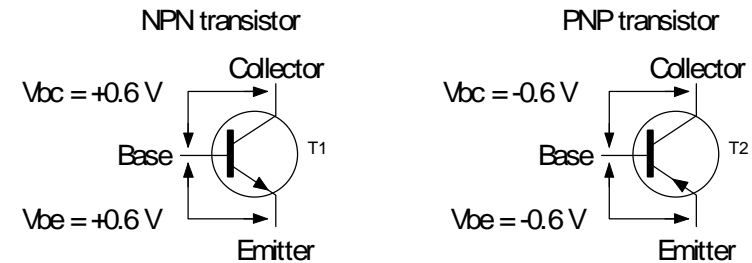 NPN transistor
Collector
Vbc = +0.6 V
T1
Base
Vbe = +0.6 V
Emitter
PNP transistor
Collector
Vbc = -0.6 V
T2
Base
Vbe = -0.6 V
Emitter